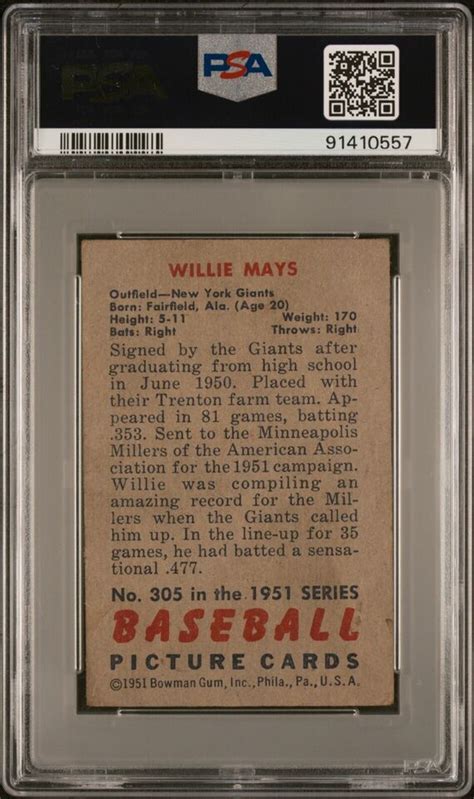 PSA
PSA
91410557
WILLIE MAYS
Outfield—New York Giants
Born: Fairfield, Ala. (Age 20)
Height: 5-11 Weight: 170
Bats: Right Throws: Right
Signed by the Giants after
graduating from high school
in June 1950. Placed with
their Trenton farm team. Ap-
peared in 81 games, batting
.353. Sent to the Minneapolis
Millers of the American Asso-
ciation for the 1951 campaign.
Willie was compiling an
amazing record for the Mil-
lers when the Giants called
him up. In the line-up for 35
games, he had batted a sensa-
tional .477.
No. 305 in the 1951 SERIES
BASEBALL
PICTURE CARDS
©1951 Bowman Gum, Inc., Phila., Pa., U.S.A.
PSA